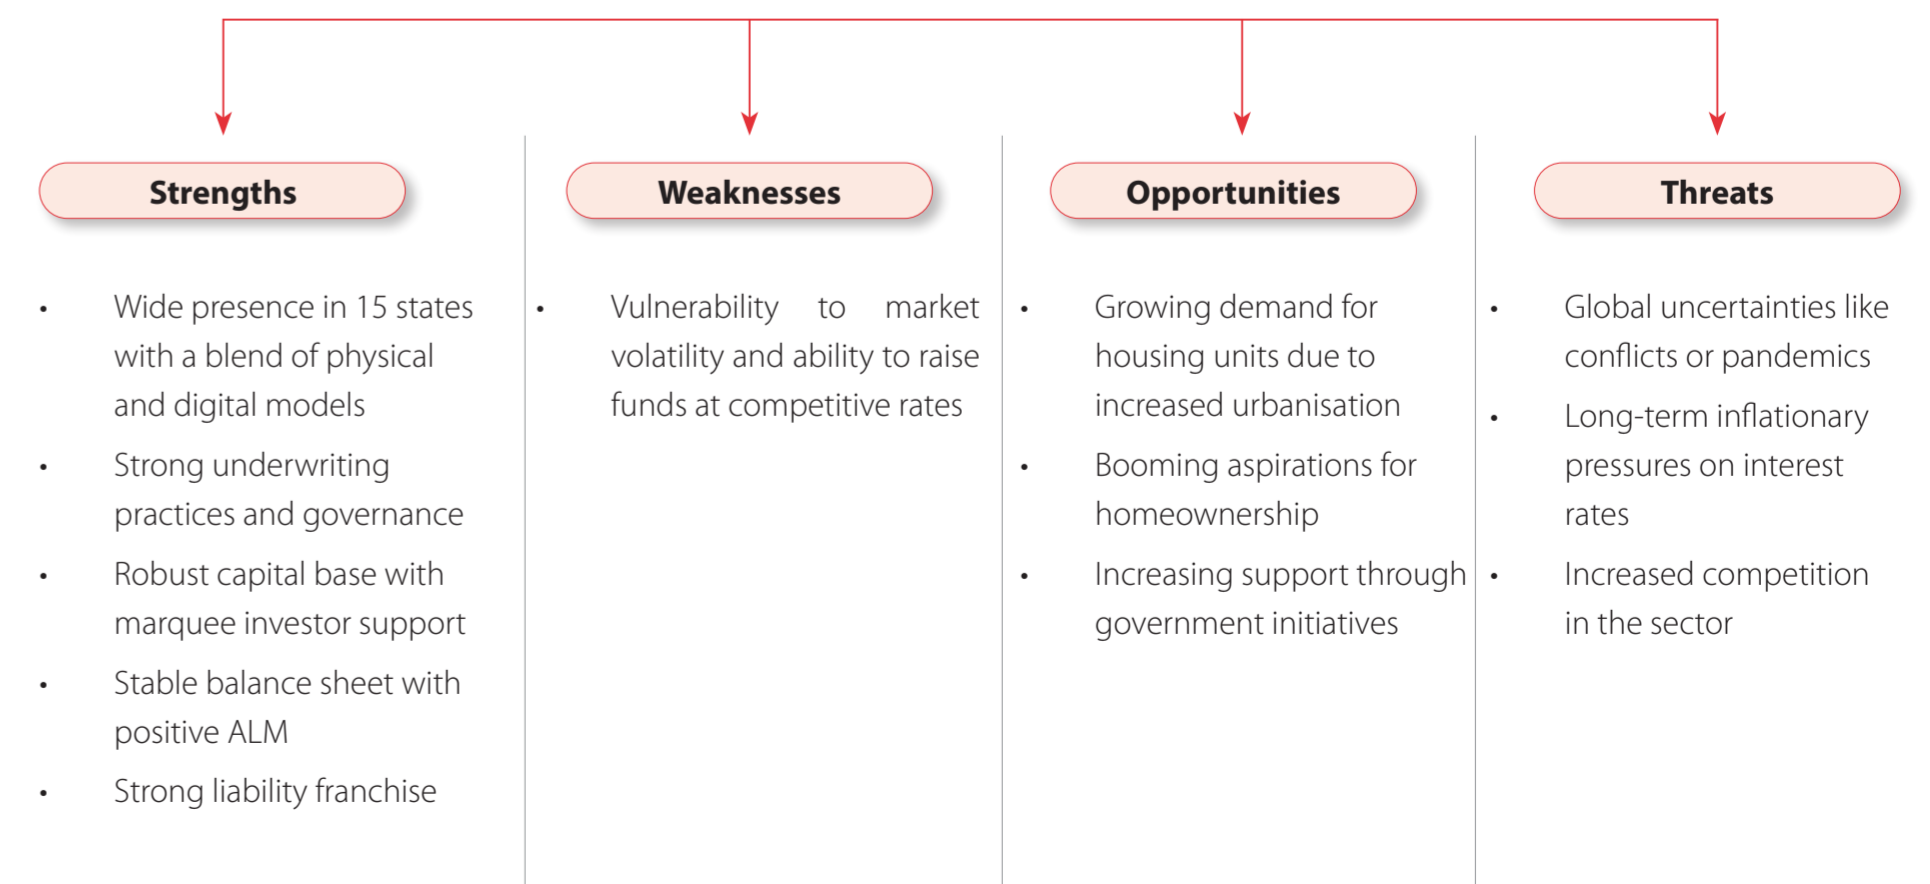 Strengths
• Wide presence in 15 states
with a blend of physical
and digital models
• Strong underwriting
practices and governance
• Robust capital base with
marquee investor support
• Stable balance sheet with
positive ALM
• Strong liability franchise
Weaknesses
• Vulnerability to market
volatility and ability to raise
funds at competitive rates
Opportunities
• Growing demand for
housing units due to
increased urbanisation
• Booming aspirations for
homeownership
• Increasing support through
government initiatives
Threats
• Global uncertainties like
conflicts or pandemics
• Long-term inflationary
pressures on interest
rates
• Increased competition
in the sector